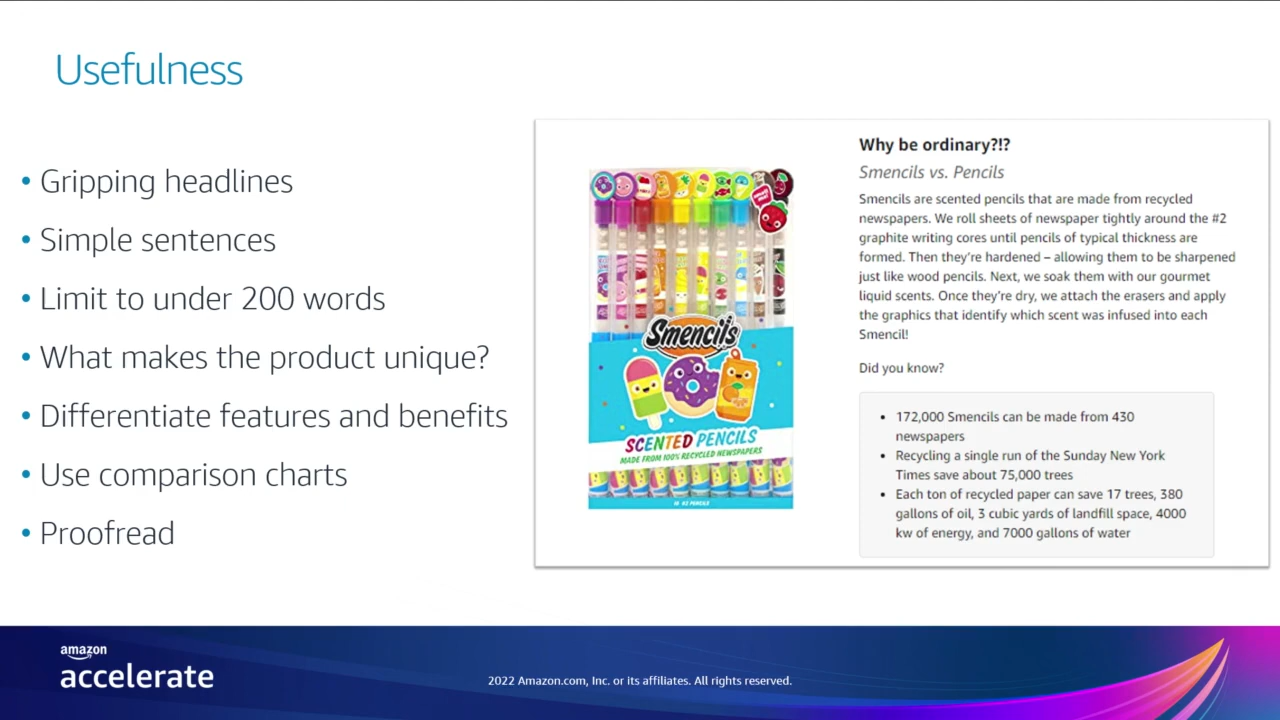 Usefulness
• Gripping headlines
• Simple sentences
• Limit to under 200 words
• What makes the product unique?
• Differentiate features and benefits
• Use comparison charts
• Proofread
Smencils
SCENTED PENCILS
MADE FROM 100% RECYCLED NEWSPAPERS
Why be ordinary?!?
Smencils vs. Pencils
Smencils are scented pencils that are made from recycled
newspapers. We roll sheets of newspaper tightly around the #2
graphite writing cores until pencils of typical thickness are
formed. Then they're hardened – allowing them to be sharpened
just like wood pencils. Next, we soak them with our gourmet
liquid scents. Once they're dry, we attach the erasers and apply
the graphics that identify which scent was infused into each
Smencil!
Did you know?
• 172,000 Smencils can be made from 430
newspapers
• Recycling a single run of the Sunday New York
Times save about 75,000 trees
• Each ton of recycled paper can save 17 trees, 380
gallons of oil, 3 cubic yards of landfill space, 4000
kw of energy, and 7000 gallons of water
amazon
accelerate
2022 Amazon.com, Inc. or its affiliates. All rights reserved.